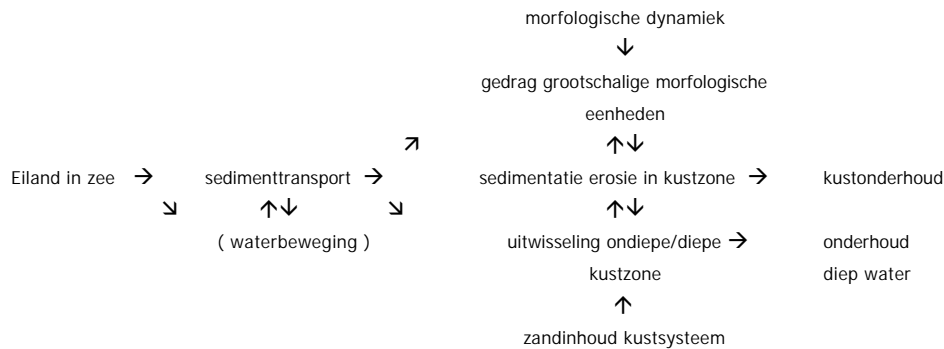 morfologische dynamiek
↓
gedrag grootschalige morfologische
eenheden
↗ ↑↓
Eiland in zee → sedimenttransport → sedimentatie erosie in kustzone → kustonderhoud
↘ ↑↓ ↘ ↑↓
( waterbeweging ) uitwisseling ondiepe/diepe → onderhoud
kustzone diep water
↑
zandinhoud kustsysteem